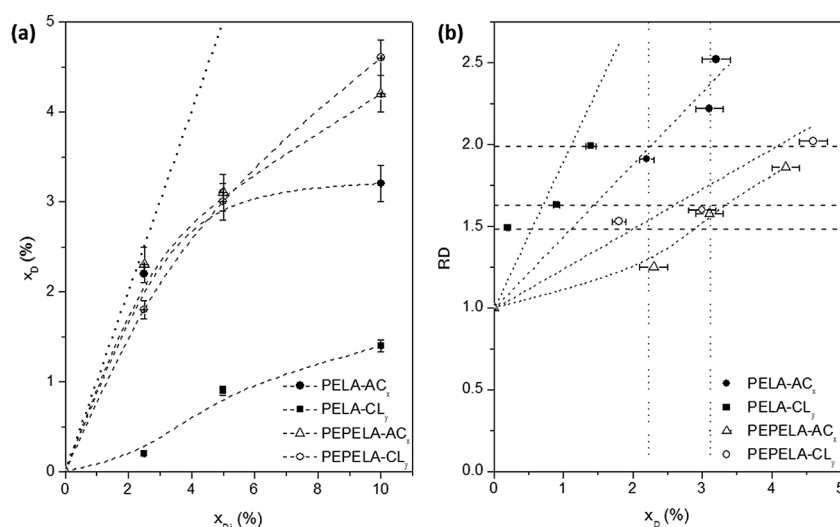 (a)
5
4
3
2
1
0
x_D (%)
0 2 4 6 8 10
PELA-AC_x
PELA-CL_y
PEPELA-AC_x
PEPELA-CL_y
(b)
2.5
2.0
1.5
1.0
0.5
0.0
RD
0 1 2 3 4 5
x_D (%)
PELA-AC_x
PELA-CL_y
PEPELA-AC_x
PEPELA-CL_y